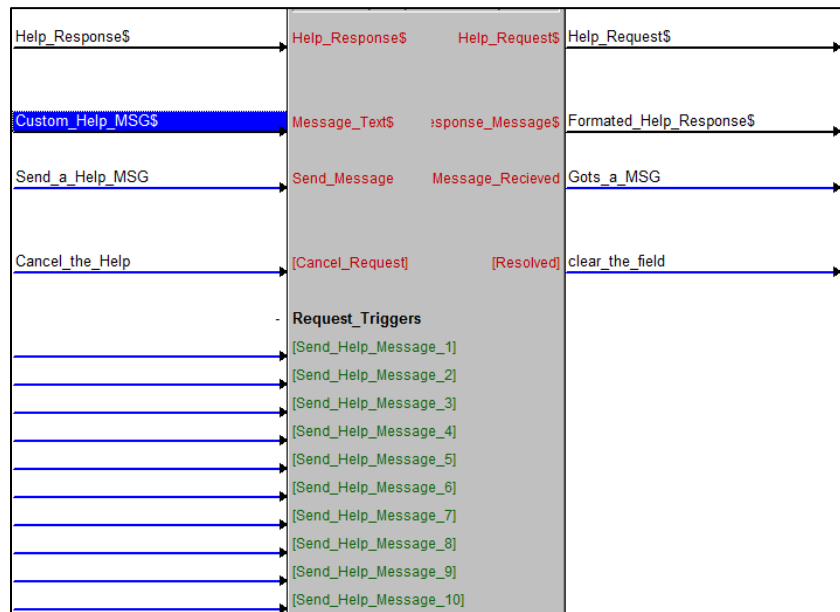 Help_Response$ Help_Response$ Help_Request$ Help_Request$
Custom_Help_MSG$ Message_Text$ esponse_Message$ Formated_Help_Response$
Send_a_Help_MSG Send_Message Message_Recieved Gots_a_MSG
Cancel_the_Help [Cancel_Request] [Resolved] clear_the_field
- Request_Triggers
[Send_Help_Message_1]
[Send_Help_Message_2]
[Send_Help_Message_3]
[Send_Help_Message_4]
[Send_Help_Message_5]
[Send_Help_Message_6]
[Send_Help_Message_7]
[Send_Help_Message_8]
[Send_Help_Message_9]
[Send_Help_Message_10]